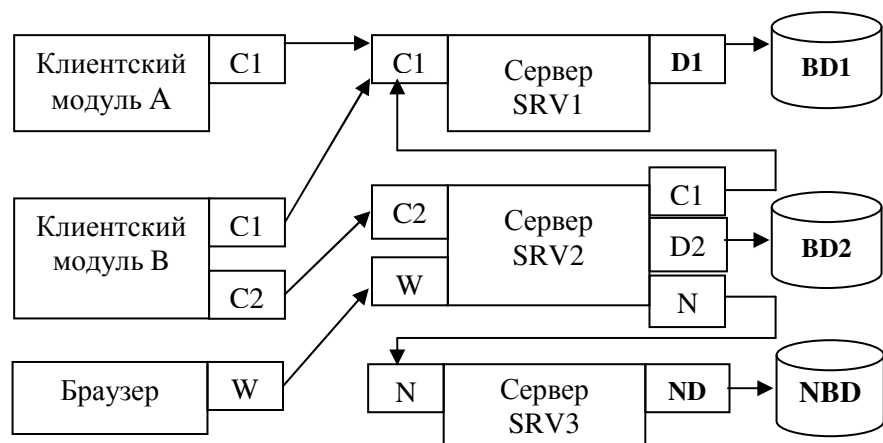 Клиентский
модуль А
C1
C1
Сервер
SRV1
D1
BD1
Клиентский
модуль В
C1
C2
C2
W
Сервер
SRV2
C1
D2
N
BD2
Браузер
W
N
Сервер
SRV3
ND
NBD